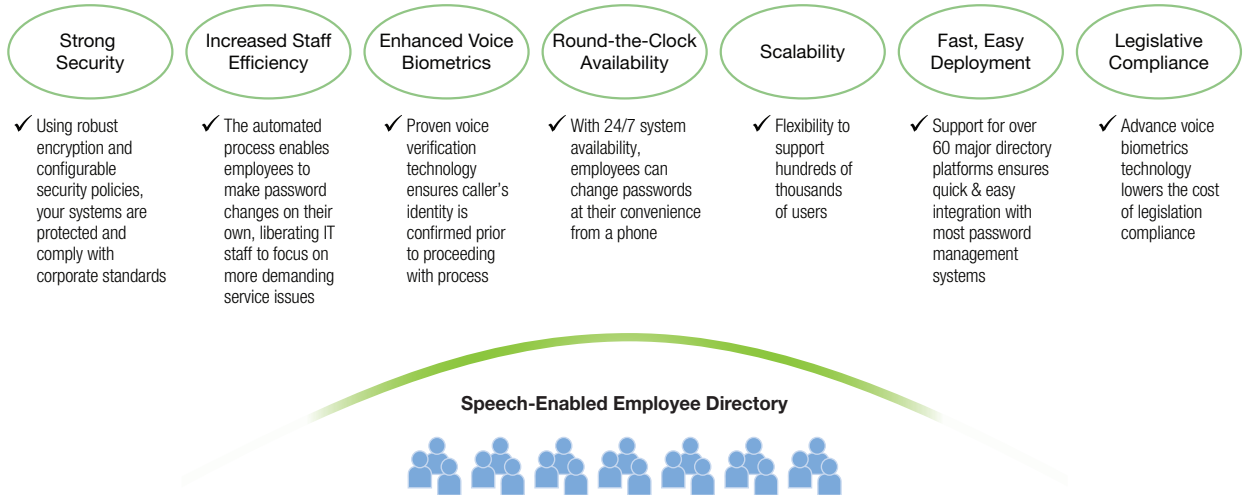 Strong
Security
Increased Staff
Efficiency
Enhanced Voice
Biometrics
Round-the-Clock
Availability
Scalability
Fast, Easy
Deployment
Legislative
Compliance
✓ Using robust
encryption and
configurable
security policies,
your systems are
protected and
comply with
corporate standards
✓ The automated
process enables
employees to
make password
changes on their
own, liberating IT
staff to focus on
more demanding
service issues
✓ Proven voice
verification
technology
ensures caller's
identity is
confirmed prior
to proceeding
with process
✓ With 24/7 system
availability,
employees can
change passwords
at their convenience
from a phone
✓ Flexibility to
support
hundreds of
thousands
of users
✓ Support for over
60 major directory
platforms ensures
quick & easy
integration with
most password
management
systems
✓ Advance voice
biometrics
technology
lowers the cost
of legislation
compliance
Speech-Enabled Employee Directory